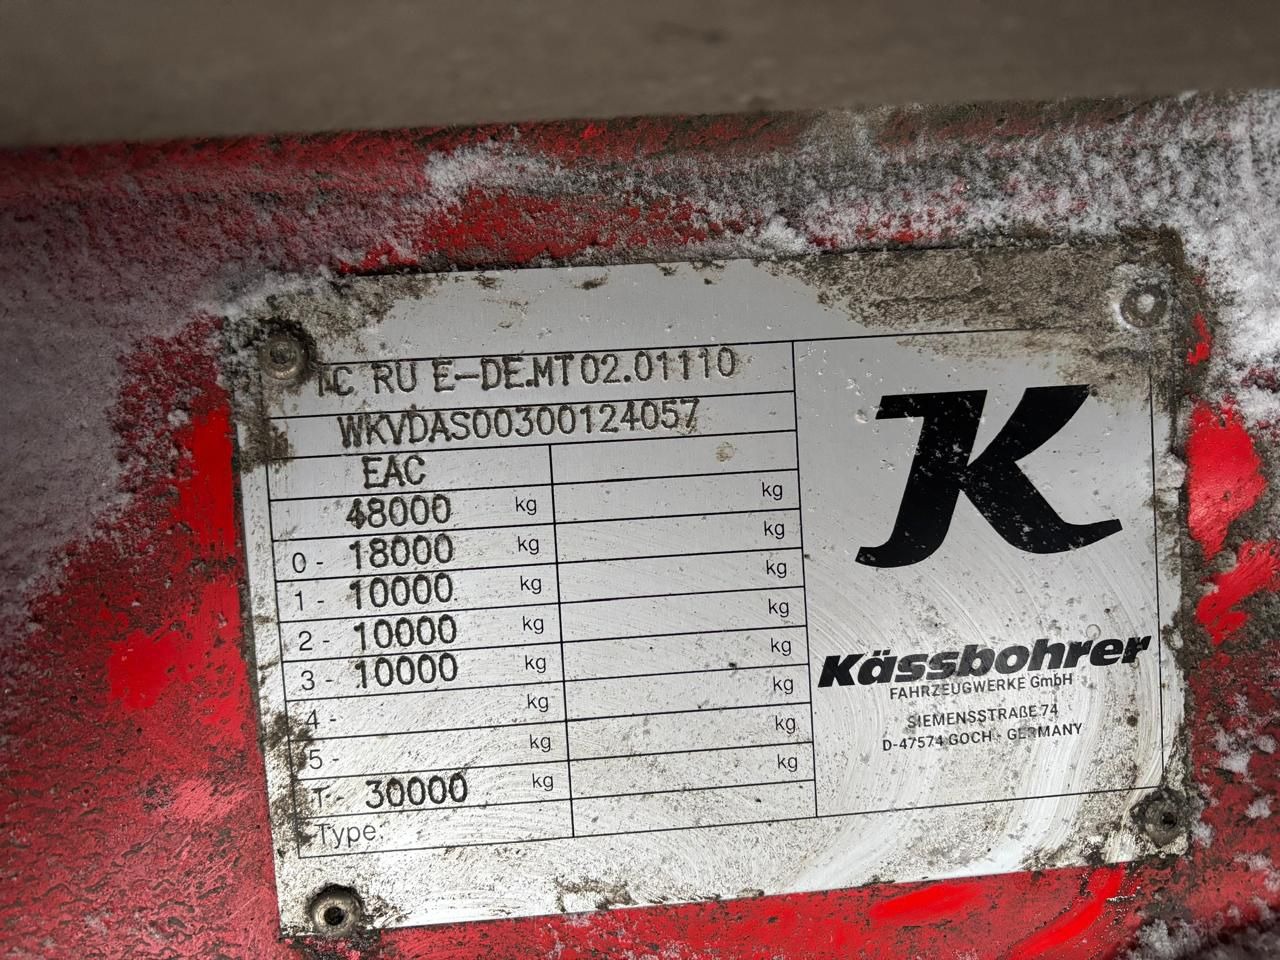 TC RU E-DE.MT02.01110
WKVDAS00300124057
EAC
48000 kg kg
0 - 18000 kg kg
1 - 10000 kg kg
2 - 10000 kg kg
3 - 10000 kg kg
4 - kg kg
5 - kg kg
T - 30000 kg kg
Type:
K
Kässbohrer
FAHRZEUGWERKE GmbH
SIEMENSSTRAßE 74
D-47574 GOCH - GERMANY